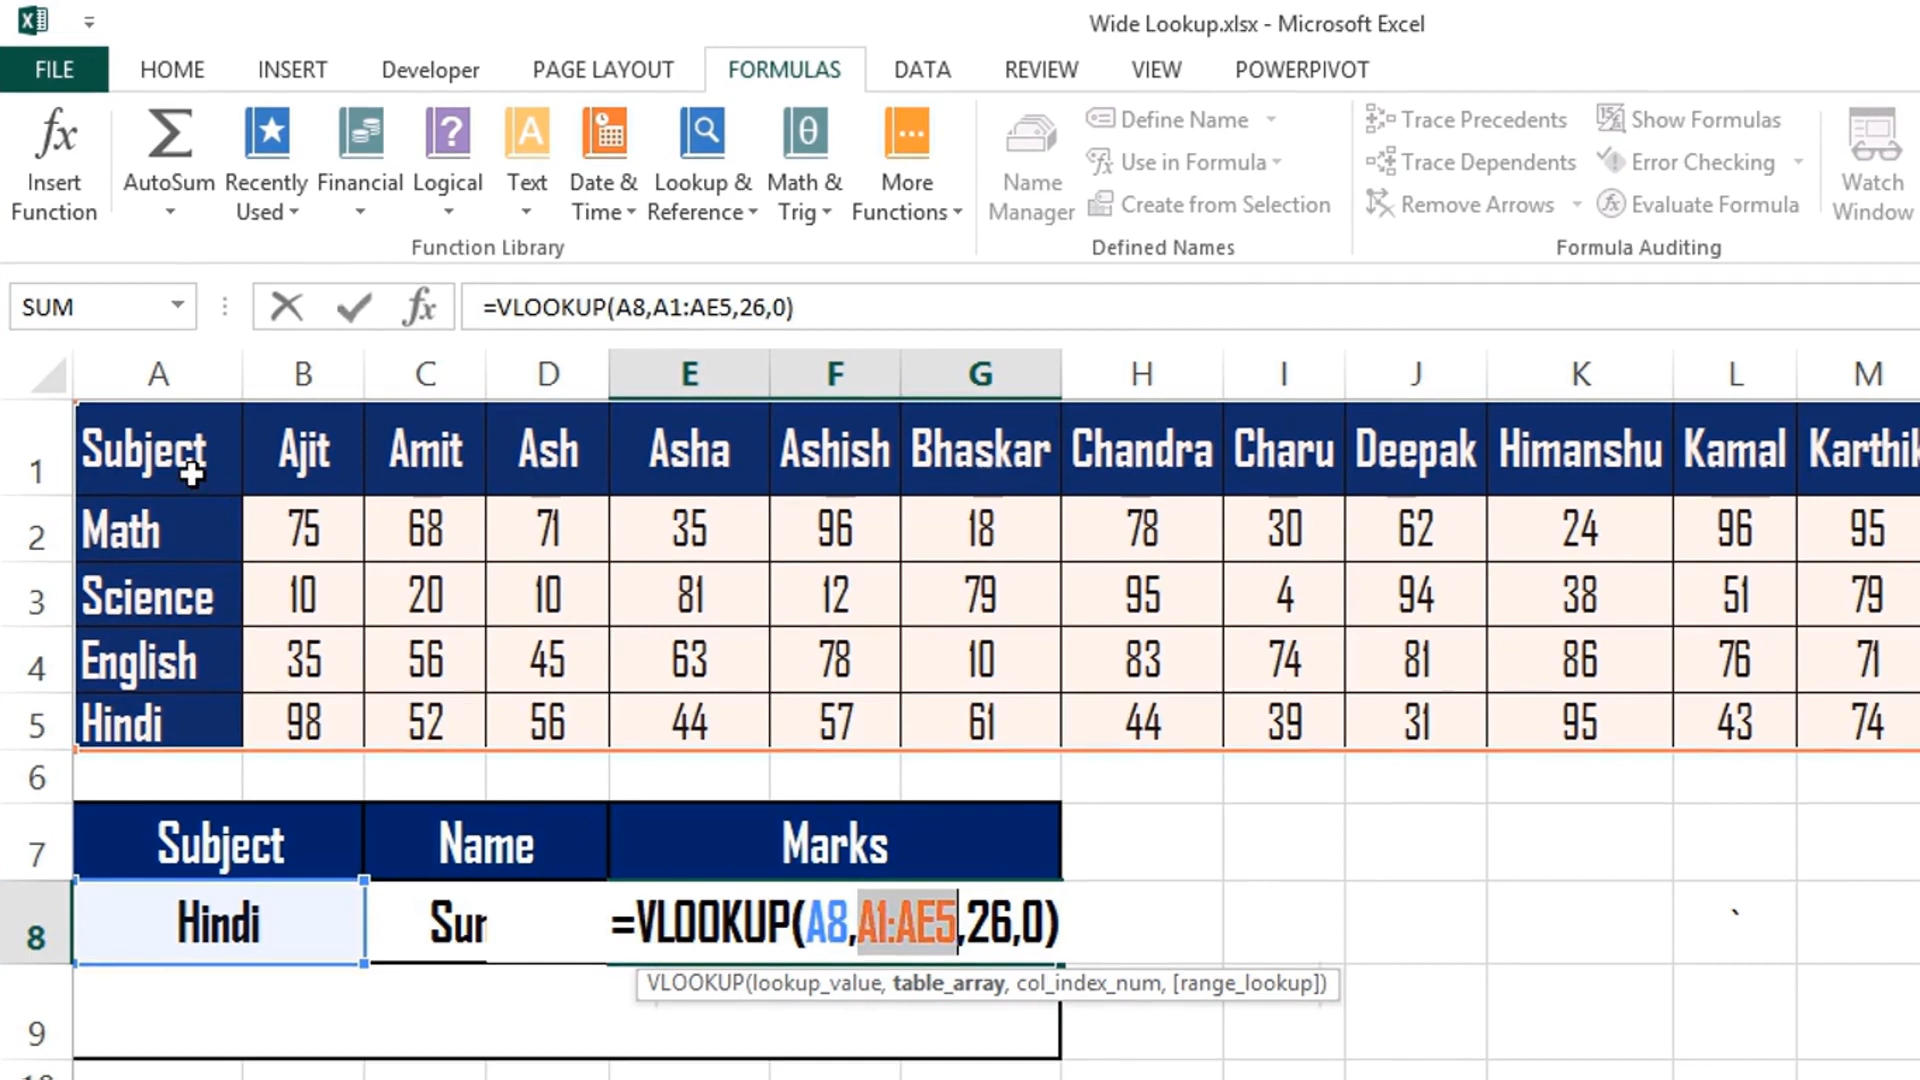 Wide Lookup.xlsx - Microsoft Excel
FILE HOME INSERT Developer PAGE LAYOUT FORMULAS DATA REVIEW VIEW POWERPIVOT
fx Insert Function
Σ AutoSum
Recently Used
Financial
? Logical
A Text
Date & Time
Lookup & Reference
θ Math & Trig
More Functions
Function Library
Name Manager
Define Name
Use in Formula
Create from Selection
Defined Names
Trace Precedents
Trace Dependents
Remove Arrows
Show Formulas
Error Checking
Evaluate Formula
Formula Auditing
Watch Window
SUM fx =VLOOKUP(A8,A1:AE5,26,0)
A B C D E F G H I J K L M
1 Subject Ajit Amit Ash Asha Ashish Bhaskar Chandra Charu Deepak Himanshu Kamal Karthik
2 Math 75 68 71 35 96 18 78 30 62 24 96 95
3 Science 10 20 10 81 12 79 95 4 94 38 51 79
4 English 35 56 45 63 78 10 83 74 81 86 76 71
5 Hindi 98 52 56 44 57 61 44 39 31 95 43 74
6
7 Subject Name Marks
8 Hindi Sur =VLOOKUP(A8,A1:AE5,26,0) `
VLOOKUP(lookup_value, table_array, col_index_num, [range_lookup])
9